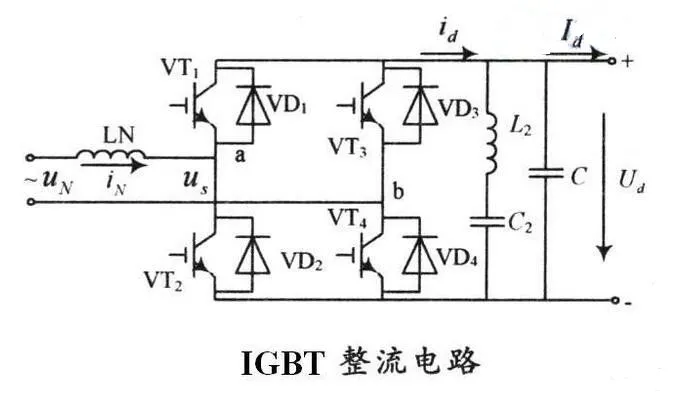 i_d
I_d
+
VT₁
VD₁
VD₃
VT₃
L₂
LN
a
~u_N
i_N
u_s
b
C
U_d
VT₄
C₂
VT₂
VD₂
VD₄
-
IGBT 整流电路